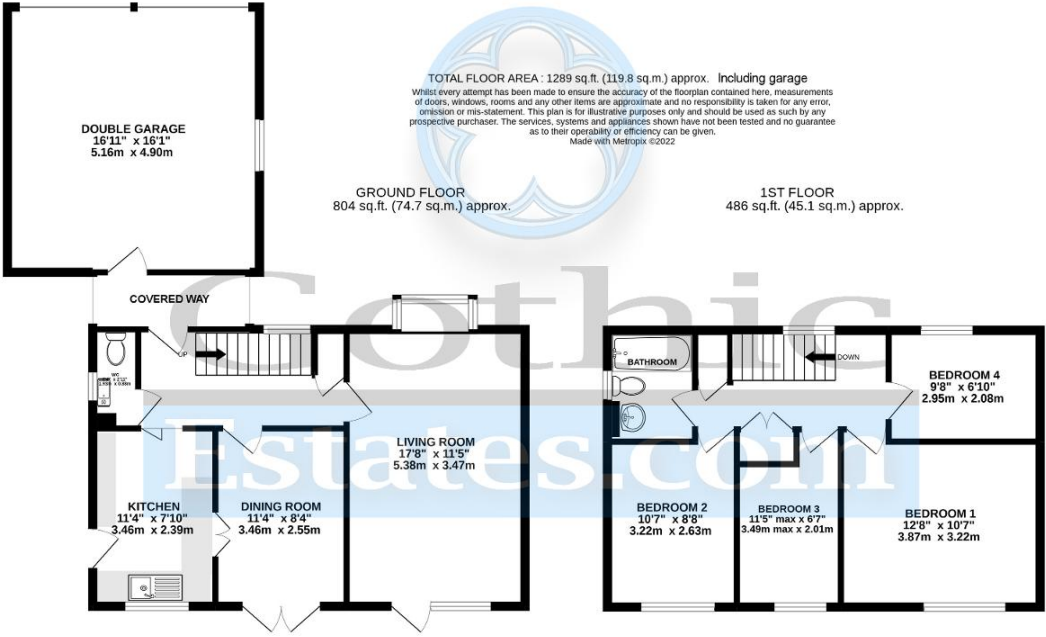 TOTAL FLOOR AREA : 1289 sq.ft. (119.8 sq.m.) approx. Including garage
Whilst every attempt has been made to ensure the accuracy of the floorplan contained here, measurements
of doors, windows, rooms and any other items are approximate and no responsibility is taken for any error,
omission or mis-statement. This plan is for illustrative purposes only and should be used as such by any
prospective purchaser. The services, systems and appliances shown have not been tested and no guarantee
as to their operability or efficiency can be given.
Made with Metropix ©2022
DOUBLE GARAGE
16'11" x 16'1"
5.16m x 4.90m
GROUND FLOOR
804 sq.ft. (74.7 sq.m.) approx.
1ST FLOOR
486 sq.ft. (45.1 sq.m.) approx.
COVERED WAY
Gothic
Estates.com
UP
WC
LIVING ROOM
17'8" x 11'5"
5.38m x 3.47m
KITCHEN
11'4" x 7'10"
3.46m x 2.39m
DINING ROOM
11'4" x 8'4"
3.46m x 2.55m
BATHROOM
DOWN
BEDROOM 4
9'8" x 6'10"
2.95m x 2.08m
BEDROOM 2
10'7" x 8'8"
3.22m x 2.63m
BEDROOM 3
11'5" max x 6'7"
3.49m max x 2.01m
BEDROOM 1
12'8" x 10'7"
3.87m x 3.22m